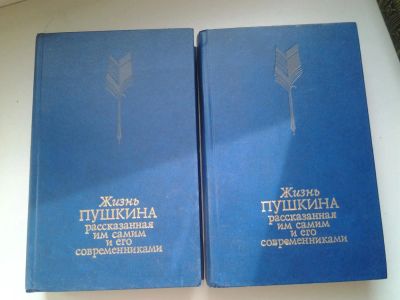 Жизнь
ПУШКИНА
рассказанная
им самим
и его
современниками
Жизнь
ПУШКИНА
рассказанная
им самим
и его
современниками